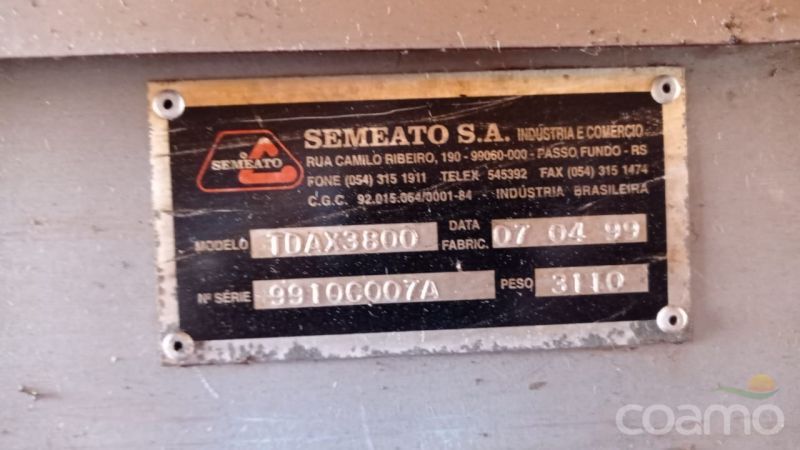 SEMEATO
SEMEATO S.A. INDÚSTRIA E COMÉRCIO
RUA CAMILO RIBEIRO, 190 - 99060-000 - PASSO FUNDO - RS
FONE (054) 315 1911 TELEX 545392 FAX (054) 315 1474
C.G.C. 92.015.064/0001-84 - INDÚSTRIA BRASILEIRA
MODELO TDAX3800 DATA FABRIC. 07 04 99
Nº SÉRIE 9910C007A PESO 3110
coamo